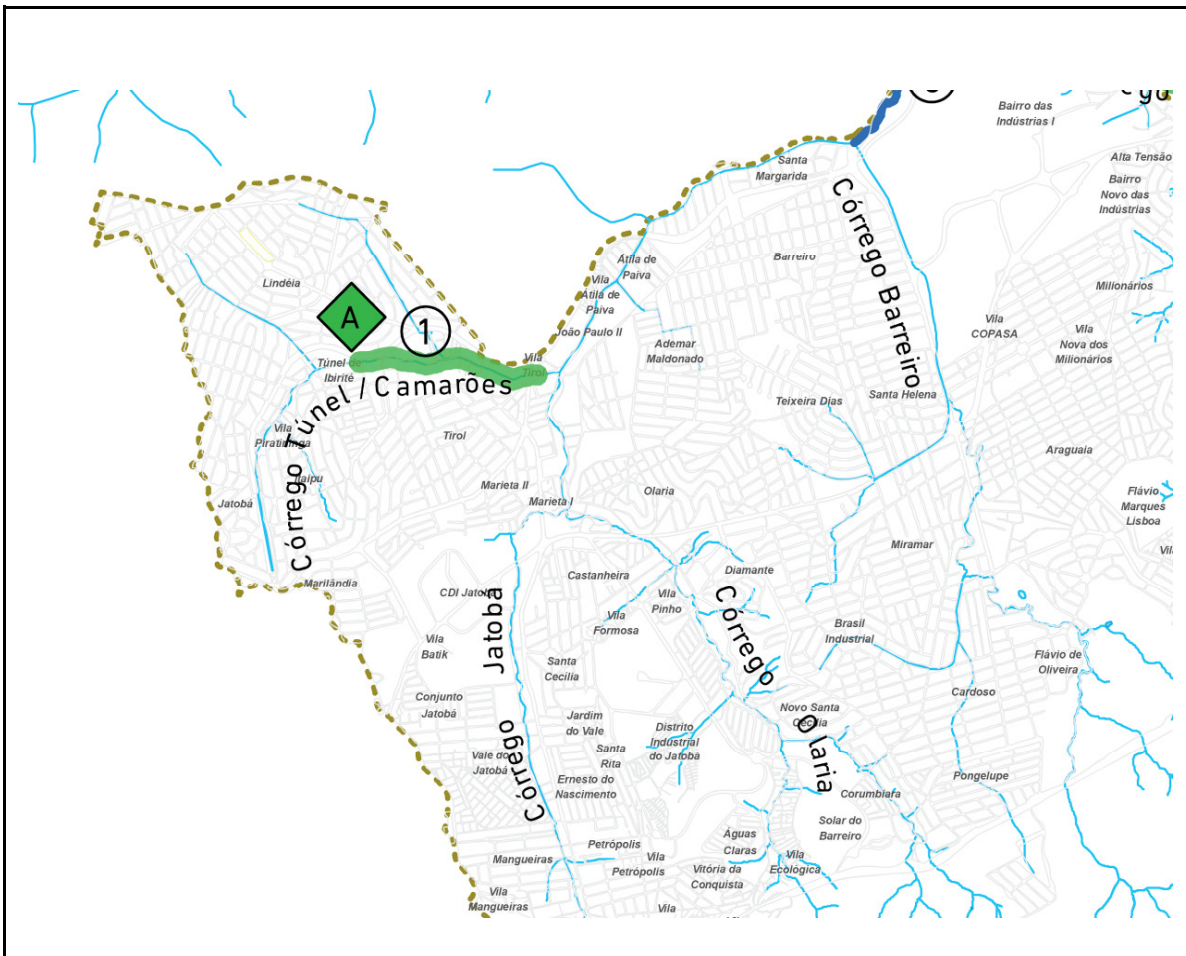 Bairro das
Indústrias I
Alta Tensão
Santa
Margarida
Bairro
Novo das
Indústrias
Córrego Barreiro
Átila de
Paiva
Barreiro
Lindéia
Vila
Átila de
Paiva
Milionários
A
1
João Paulo II
Vila
COPASA
Vila
Nova dos
Milionários
Ademar
Maldonado
Vila
Tirol
Túnel de
Ibirité
Córrego Túnel / Camarões
Santa Helena
Teixeira Dias
Vila
Piratininga
Tirol
Araguaia
Itaipu
Marieta II
Olaria
Jatobá
Marieta I
Flávio
Marques
Lisboa
Miramar
Vila
Marilândia
CDI Jatobá
Castanheira
Diamante
Vila
Pinho
Córrego Jatoba
Vila
Formosa
Córrego Olaria
Brasil
Industrial
Vila
Batik
Santa
Cecilia
Flávio de
Oliveira
Conjunto
Jatobá
Cardoso
Novo Santa
Cecília
Jardim
do Vale
Distrito
Industrial
do Jatobá
Santa
Rita
Vale do
Jatobá
Ernesto do
Nascimento
Pongelupe
Corumbiara
Solar do
Barreiro
Águas
Claras
Petrópolis
Mangueiras
Vila
Petrópolis
Vitória da
Conquista
Vila
Ecológica
Vila
Mangueiras
Vila